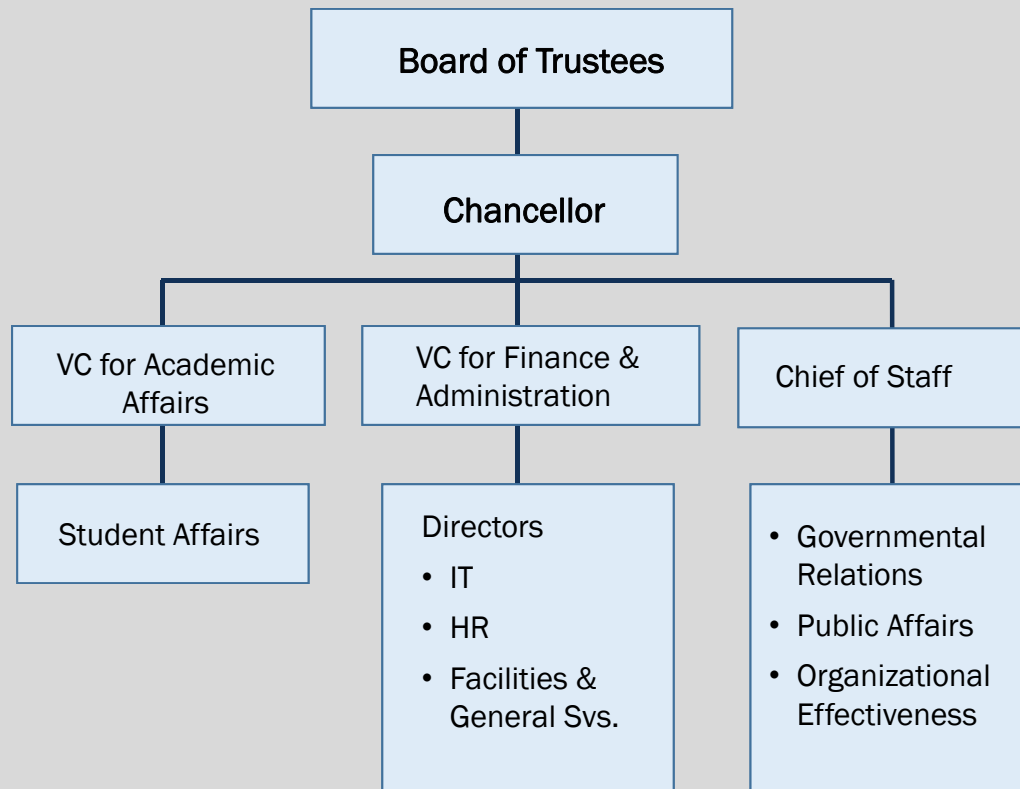 Board of Trustees
Chancellor
VC for Academic
Affairs
VC for Finance &
Administration
Chief of Staff
Student Affairs
Directors
• IT
• HR
• Facilities &
General Svs.
• Governmental
Relations
• Public Affairs
• Organizational
Effectiveness